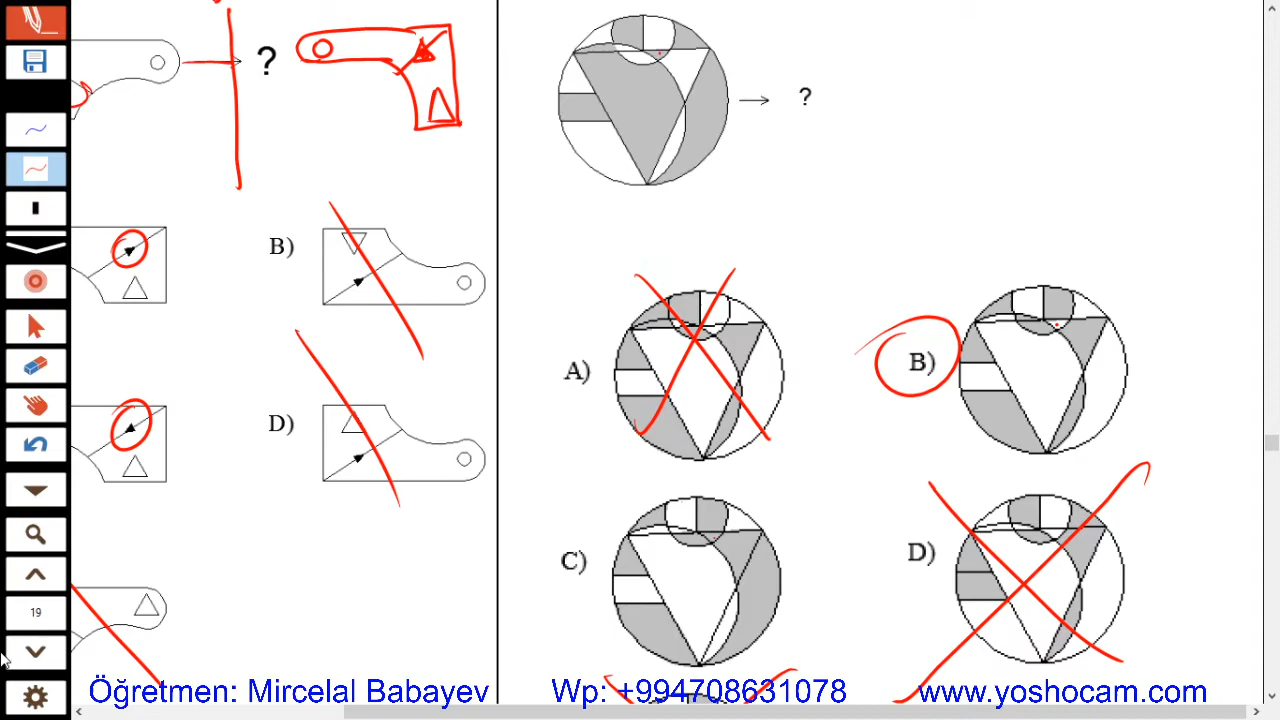 ?
?
B)
A)
B)
D)
C)
D)
19
Öğretmen: Mircelal Babayev
Wp: +994708631078
www.yoshocam.com